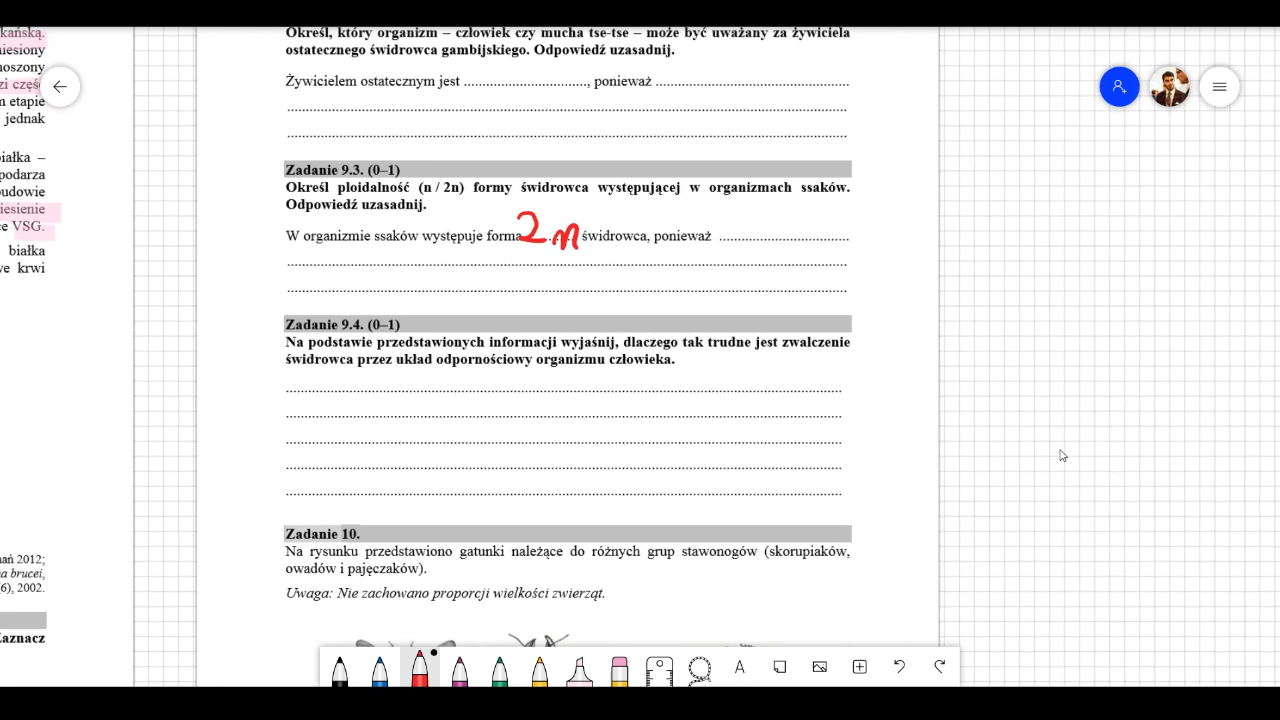 kańską.
niesiony
noszony
zi częś
m etapie
jednak
białka –
podarza
budowie
iesienie
ce VSG.
białka
we krwi
nań 2012;
na brucei,
(6), 2002.
Zaznacz
Określ, który organizm – człowiek czy mucha tse-tse – może być uważany za żywiciela
ostatecznego świdrowca gambijskiego. Odpowiedź uzasadnij.
Żywicielem ostatecznym jest ................................, ponieważ ....................................................
Zadanie 9.3. (0–1)
Określ ploidalność (n / 2n) formy świdrowca występującej w organizmach ssaków.
Odpowiedź uzasadnij.
W organizmie ssaków występuje forma 2n świdrowca, ponieważ ...................................
Zadanie 9.4. (0–1)
Na podstawie przedstawionych informacji wyjaśnij, dlaczego tak trudne jest zwalczenie
świdrowca przez układ odpornościowy organizmu człowieka.
Zadanie 10.
Na rysunku przedstawiono gatunki należące do różnych grup stawonogów (skorupiaków,
owadów i pajęczaków).
Uwaga: Nie zachowano proporcji wielkości zwierząt.
A